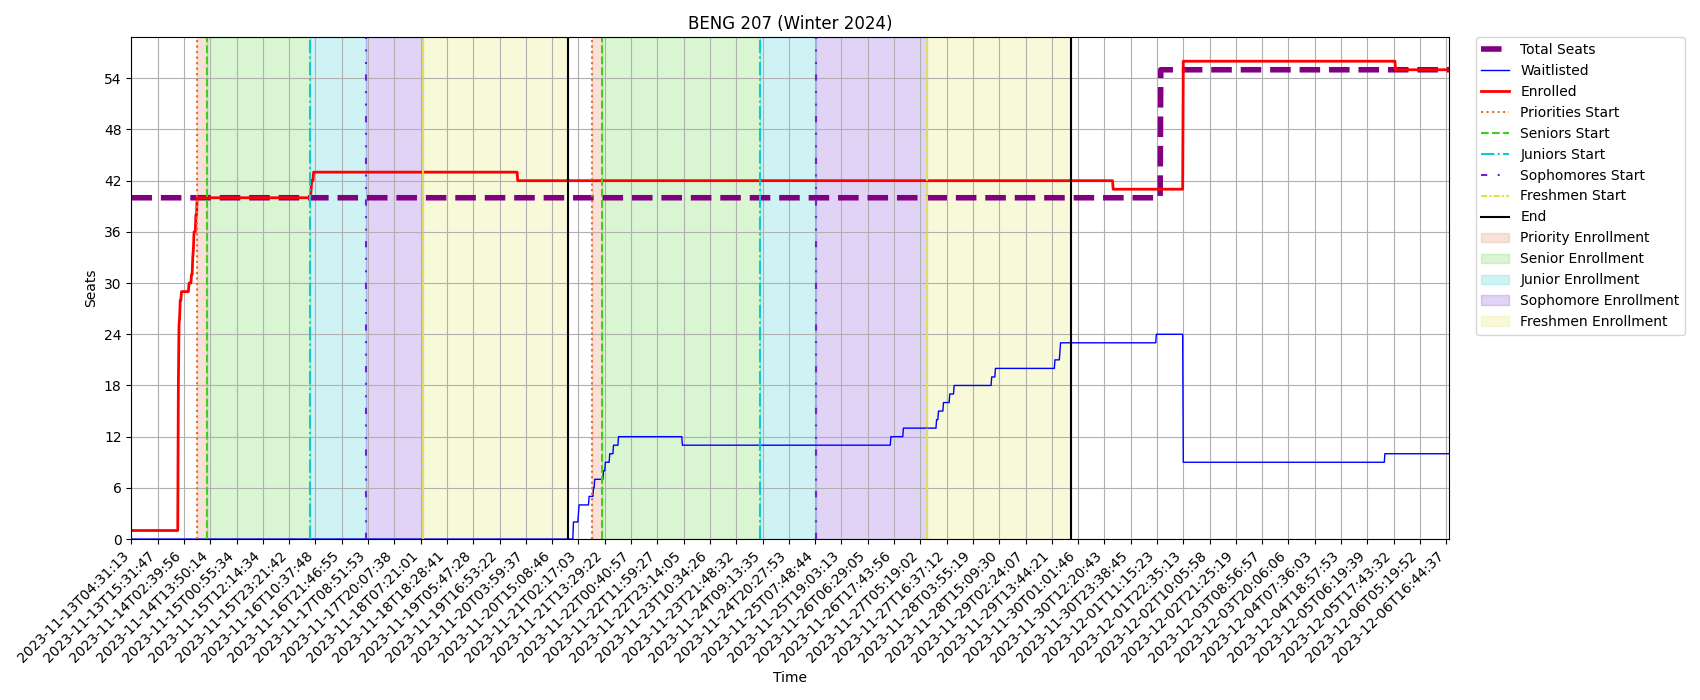 BENG 207 (Winter 2024)
Seats
54
48
42
36
30
24
18
12
6
0
2023-11-13T04:31:13
2023-11-13T15:31:47
2023-11-14T02:39:56
2023-11-14T13:50:14
2023-11-15T00:55:34
2023-11-15T12:14:34
2023-11-15T23:21:42
2023-11-16T10:37:48
2023-11-16T21:46:55
2023-11-17T08:51:53
2023-11-17T20:07:38
2023-11-18T07:21:01
2023-11-18T18:28:41
2023-11-19T05:47:28
2023-11-19T16:53:22
2023-11-20T03:59:37
2023-11-20T15:08:46
2023-11-21T02:17:03
2023-11-21T13:29:22
2023-11-22T00:40:57
2023-11-22T11:59:27
2023-11-22T23:14:05
2023-11-23T10:34:26
2023-11-23T21:48:32
2023-11-24T09:13:35
2023-11-24T20:27:53
2023-11-25T07:48:44
2023-11-25T19:03:13
2023-11-26T06:29:05
2023-11-26T17:43:56
2023-11-27T05:19:02
2023-11-27T16:37:12
2023-11-28T03:55:19
2023-11-28T15:09:30
2023-11-29T02:24:07
2023-11-29T13:44:21
2023-11-30T01:01:46
2023-11-30T12:20:43
2023-11-30T23:38:45
2023-12-01T11:15:23
2023-12-01T22:35:13
2023-12-02T10:05:58
2023-12-02T21:25:19
2023-12-03T08:56:57
2023-12-03T20:06:06
2023-12-04T07:36:03
2023-12-04T18:57:53
2023-12-05T06:19:39
2023-12-05T17:43:32
2023-12-06T05:19:52
2023-12-06T16:44:37
Time
Total Seats
Waitlisted
Enrolled
Priorities Start
Seniors Start
Juniors Start
Sophomores Start
Freshmen Start
End
Priority Enrollment
Senior Enrollment
Junior Enrollment
Sophomore Enrollment
Freshmen Enrollment